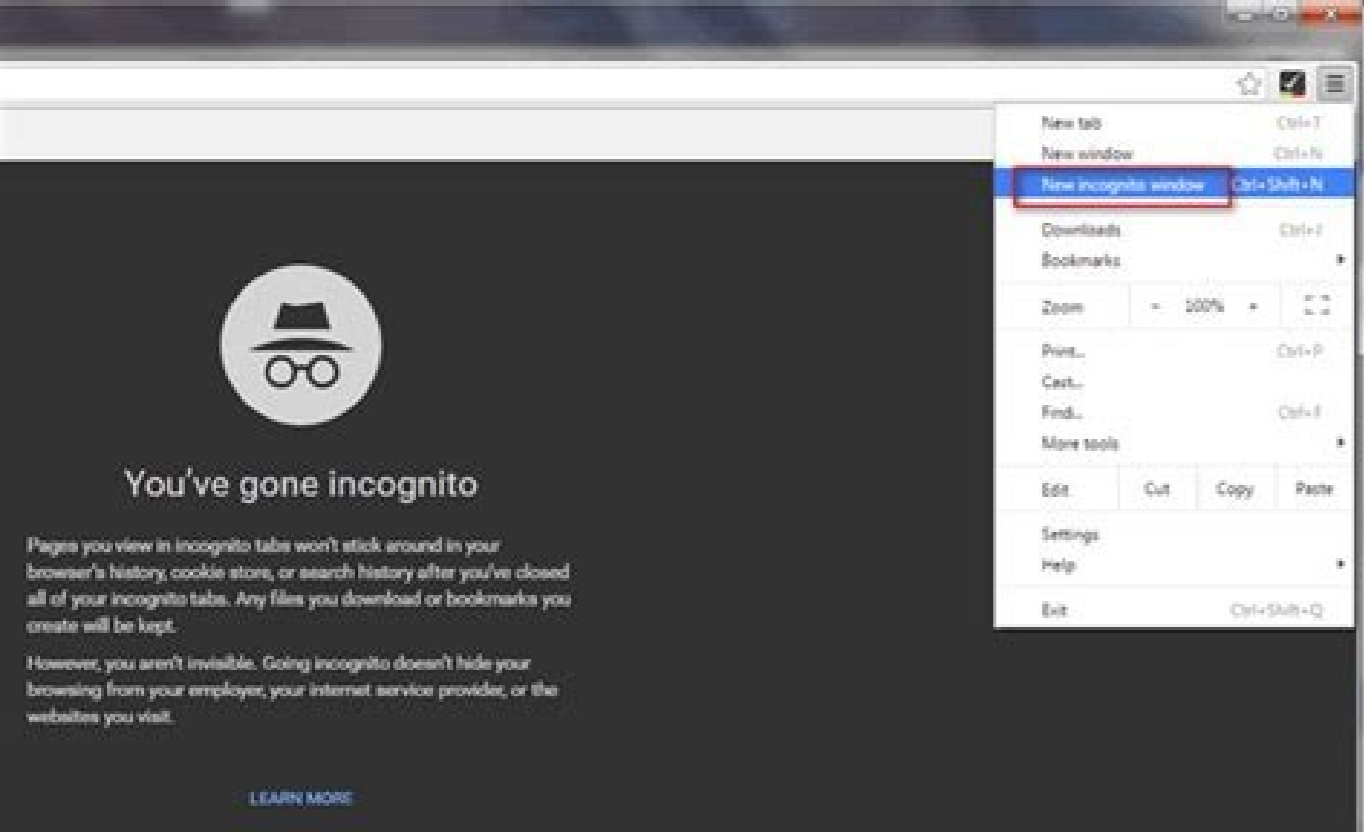 New tab Ctrl+T
New window Ctrl+N
New incognito window Ctrl+Shift+N
Downloads Ctrl+J
Bookmarks
Zoom - 100% +
Print... Ctrl+P
Cast...
Find... Ctrl+F
More tools
Edit Cut Copy Paste
Settings
Help
Exit Ctrl+Shift+Q
You've gone incognito
Pages you view in incognito tabs won't stick around in your
browser's history, cookie store, or search history after you've closed
all of your incognito tabs. Any files you download or bookmarks you
create will be kept.
However, you aren't invisible. Going incognito doesn't hide your
browsing from your employer, your internet service provider, or the
websites you visit.
LEARN MORE